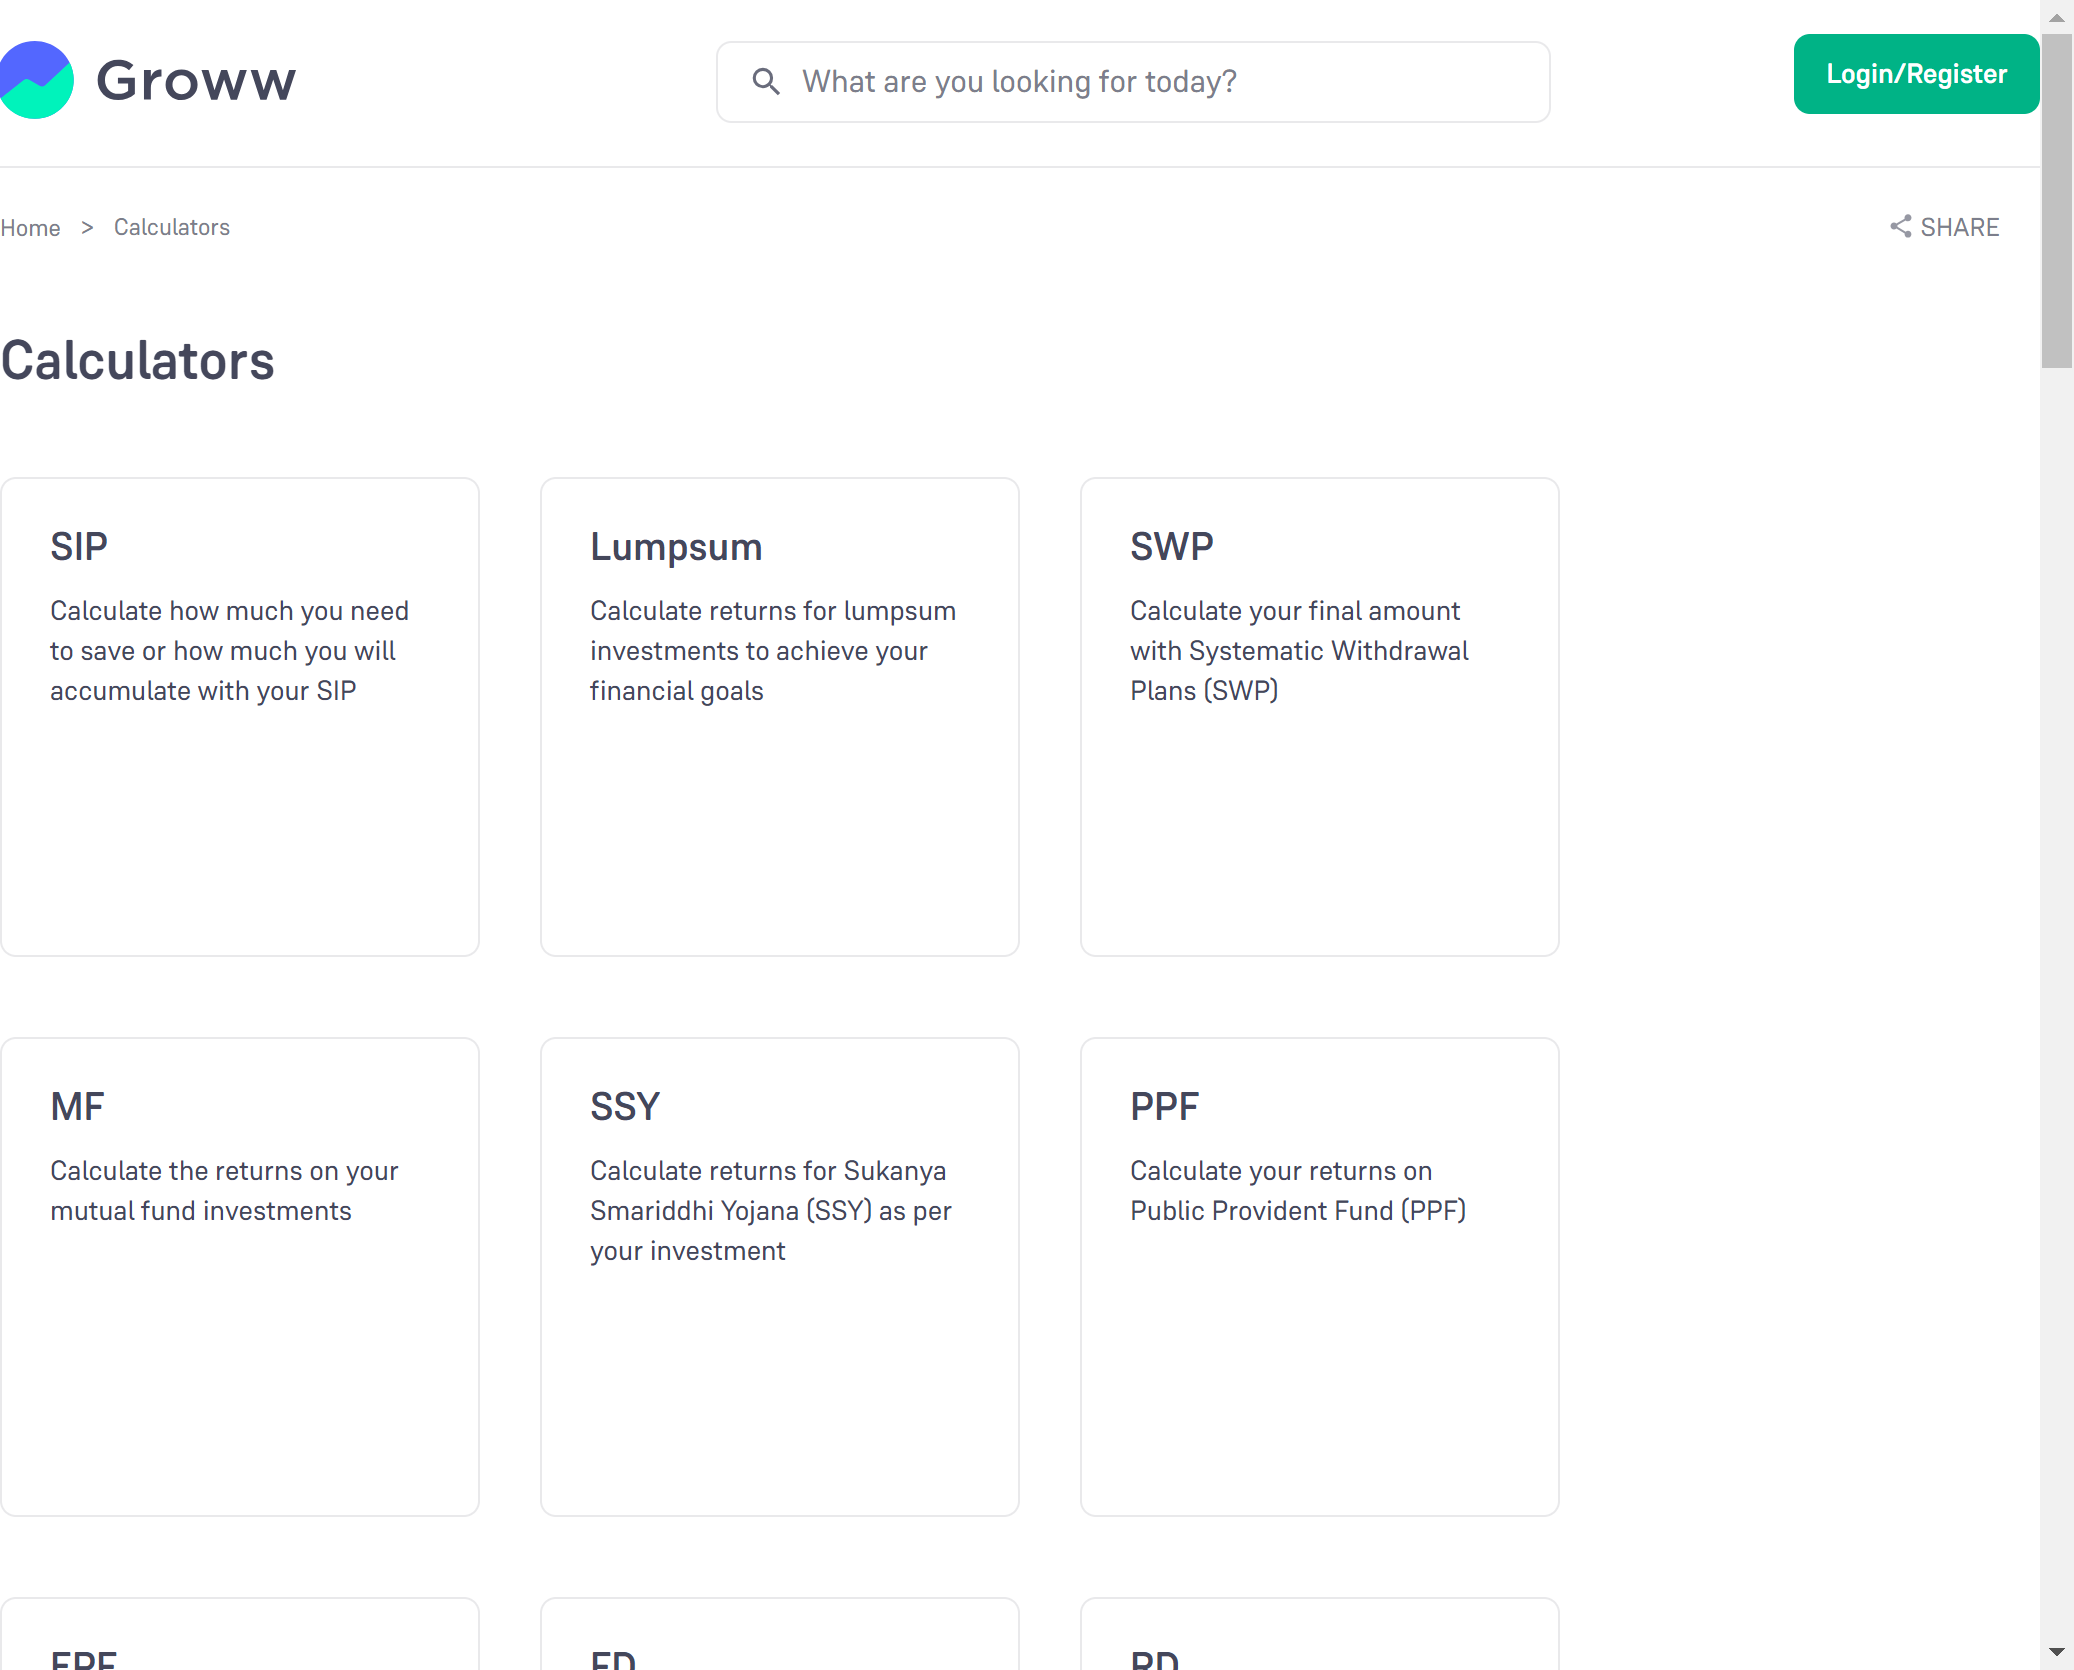 Groww
What are you looking for today?
Login/Register
Home > Calculators
SHARE
Calculators
SIP
Calculate how much you need
to save or how much you will
accumulate with your SIP
Lumpsum
Calculate returns for lumpsum
investments to achieve your
financial goals
SWP
Calculate your final amount
with Systematic Withdrawal
Plans (SWP)
MF
Calculate the returns on your
mutual fund investments
SSY
Calculate returns for Sukanya
Smariddhi Yojana (SSY) as per
your investment
PPF
Calculate your returns on
Public Provident Fund (PPF)
EPF
FD
RD